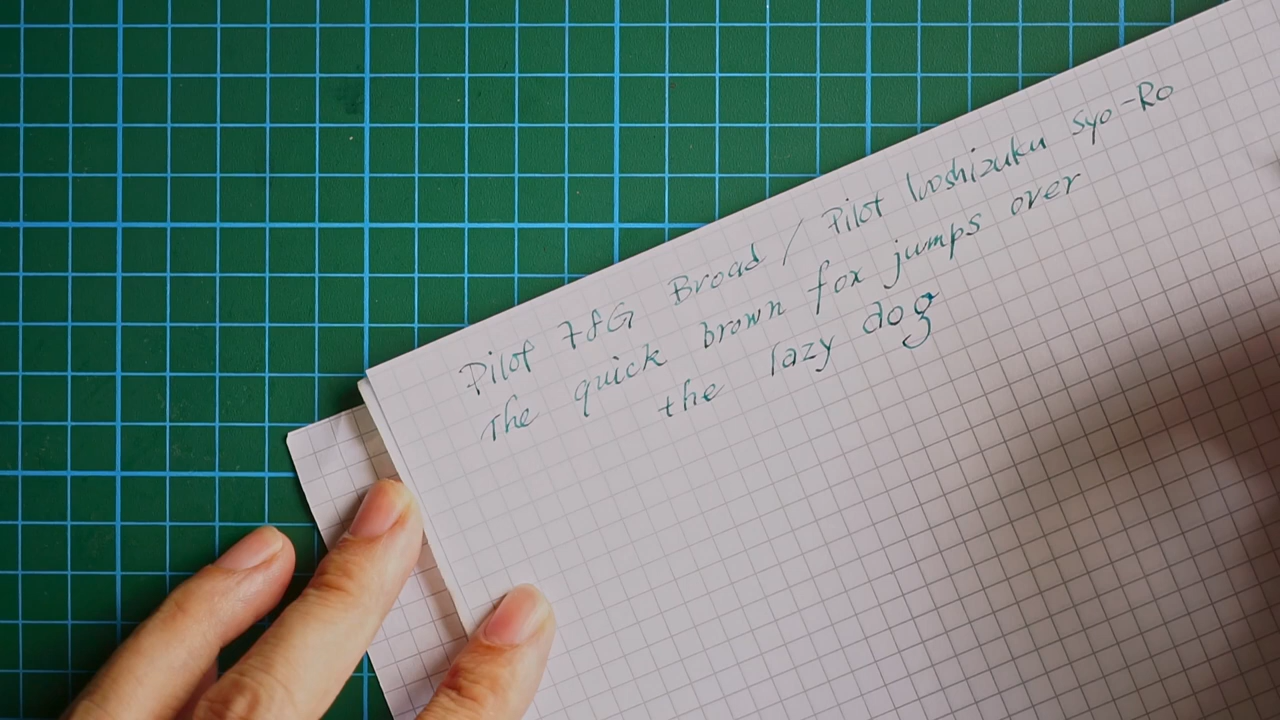 Pilot 78G Broad / Pilot Iroshizuku Syo-Ro
The quick brown fox jumps over
the lazy dog